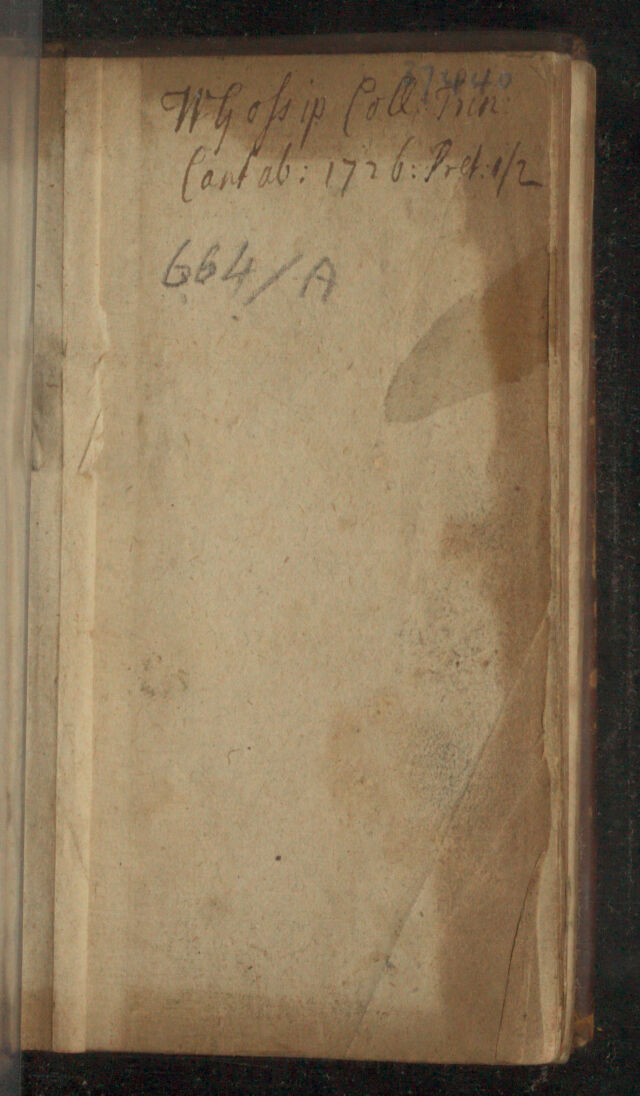 W Gossip Coll: Trin:
Cantab: 1726: Pret: 1/2
664/A